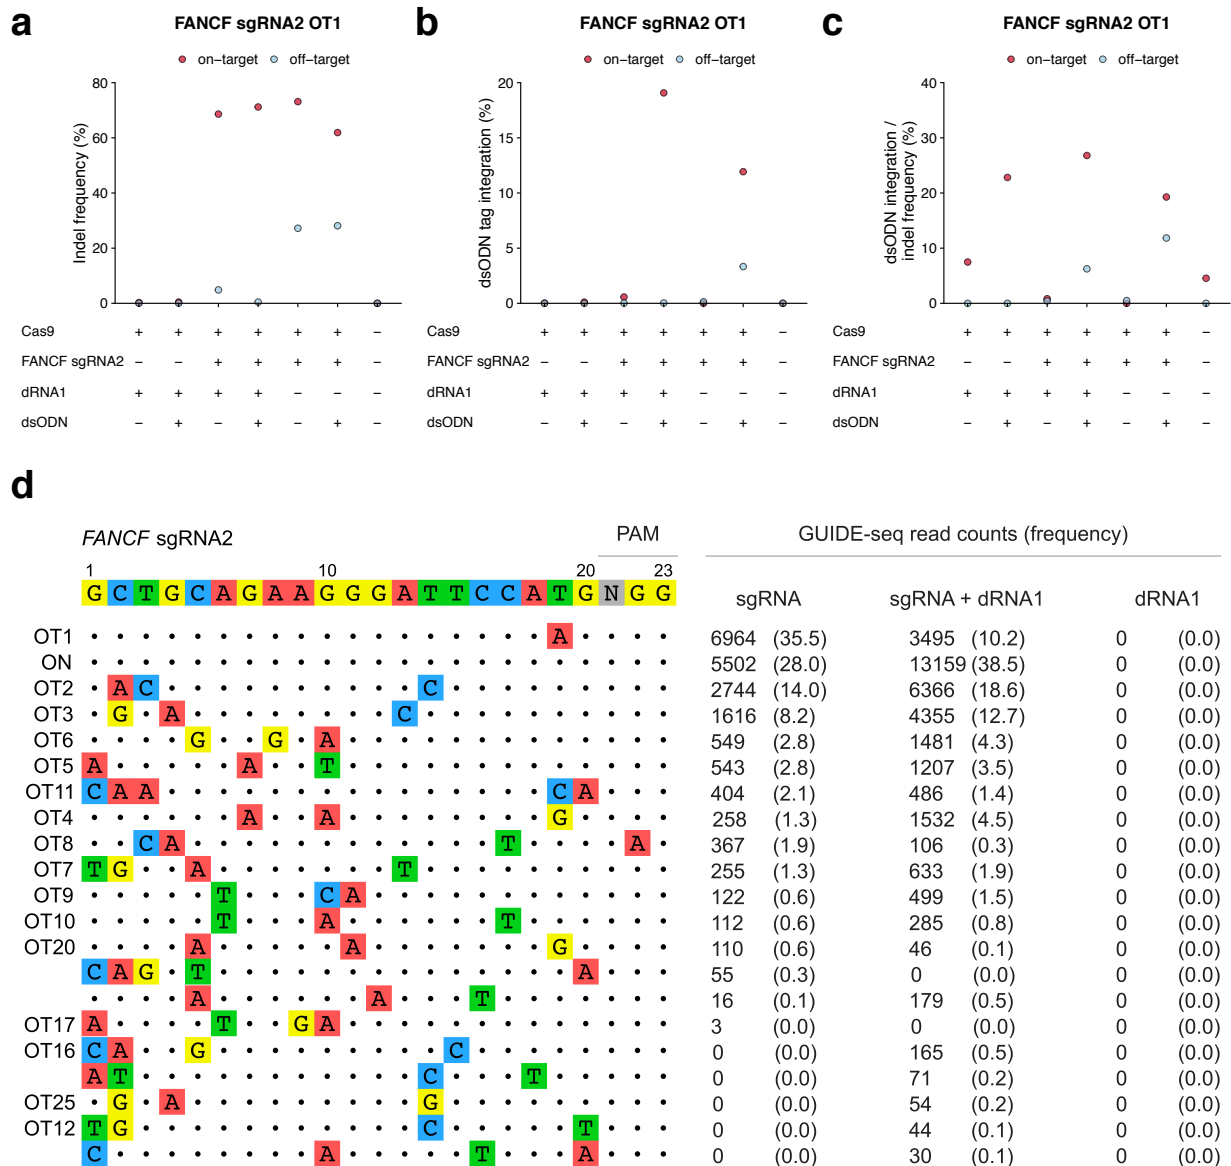 a
FANCF sgRNA2 OT1
on−target off−target
Indel frequency (%)
80
60
40
20
0
Cas9 + + + + + + −
FANCF sgRNA2 − − + + + + −
dRNA1 + + + + − − −
dsODN − + − + − + −
b
FANCF sgRNA2 OT1
on−target off−target
dsODN tag integration (%)
20
15
10
5
0
Cas9 + + + + + + −
FANCF sgRNA2 − − + + + + −
dRNA1 + + + + − − −
dsODN − + − + − + −
c
FANCF sgRNA2 OT1
on−target off−target
dsODN integration /
indel frequency (%)
40
30
20
10
0
Cas9 + + + + + + −
FANCF sgRNA2 − − + + + + −
dRNA1 + + + + − − −
dsODN − + − + − + −
d
FANCF sgRNA2 PAM GUIDE-seq read counts (frequency)
1 10 20 23
G C T G C A G A A G G G A T T C C A T G N G G
sgRNA sgRNA + dRNA1 dRNA1
OT1 · · · · · · · · · · · · · · · · · · A · · · · 6964 (35.5) 3495 (10.2) 0 (0.0)
ON · · · · · · · · · · · · · · · · · · · · · · · 5502 (28.0) 13159 (38.5) 0 (0.0)
OT2 · A C · · · · · · · · · · C · · · · · · · · · 2744 (14.0) 6366 (18.6) 0 (0.0)
OT3 · G · A · · · · · · · · C · · · · · · · · · · 1616 (8.2) 4355 (12.7) 0 (0.0)
OT6 · · · · G · · G · A · · · · · · · · · · · · · 549 (2.8) 1481 (4.3) 0 (0.0)
OT5 A · · · · · A · · T · · · · · · · · · · · · · 543 (2.8) 1207 (3.5) 0 (0.0)
OT11 C A A · · · · · · · · · · · · · · · C A · · · 404 (2.1) 486 (1.4) 0 (0.0)
OT4 · · · · · · A · · A · · · · · · · · G · · · · 258 (1.3) 1532 (4.5) 0 (0.0)
OT8 · · C A · · · · · · · · · · · · T · · · · A · 367 (1.9) 106 (0.3) 0 (0.0)
OT7 T G · · A · · · · · · · T · · · · · · · · · · 255 (1.3) 633 (1.9) 0 (0.0)
OT9 · · · · · T · · · C A · · · · · · · · · · · · 122 (0.6) 499 (1.5) 0 (0.0)
OT10 · · · · · T · · · A · · · · · · T · · · · · · 112 (0.6) 285 (0.8) 0 (0.0)
OT20 · · · · A · · · · · A · · · · · · · G · · · · 110 (0.6) 46 (0.1) 0 (0.0)
C A G · T · · · · · · · · · · · · · · A · · · 55 (0.3) 0 (0.0) 0 (0.0)
· · · · A · · · · · · A · · · T · · · · · · · 16 (0.1) 179 (0.5) 0 (0.0)
OT17 A · · · · T · · G A · · · · · · · · · · · · · 3 (0.0) 0 (0.0) 0 (0.0)
OT16 C A · · G · · · · · · · · · C · · · · · · · · 0 (0.0) 165 (0.5) 0 (0.0)
A T · · · · · · · · · · · C · · · T · · · · · 0 (0.0) 71 (0.2) 0 (0.0)
OT25 · G · A · · · · · · · · · G · · · · · · · · · 0 (0.0) 54 (0.2) 0 (0.0)
OT12 T G · · · · · · · · · · · C · · · · · T · · · 0 (0.0) 44 (0.1) 0 (0.0)
C · · · · · · · · A · · · · · T · · · A · · · 0 (0.0) 30 (0.1) 0 (0.0)